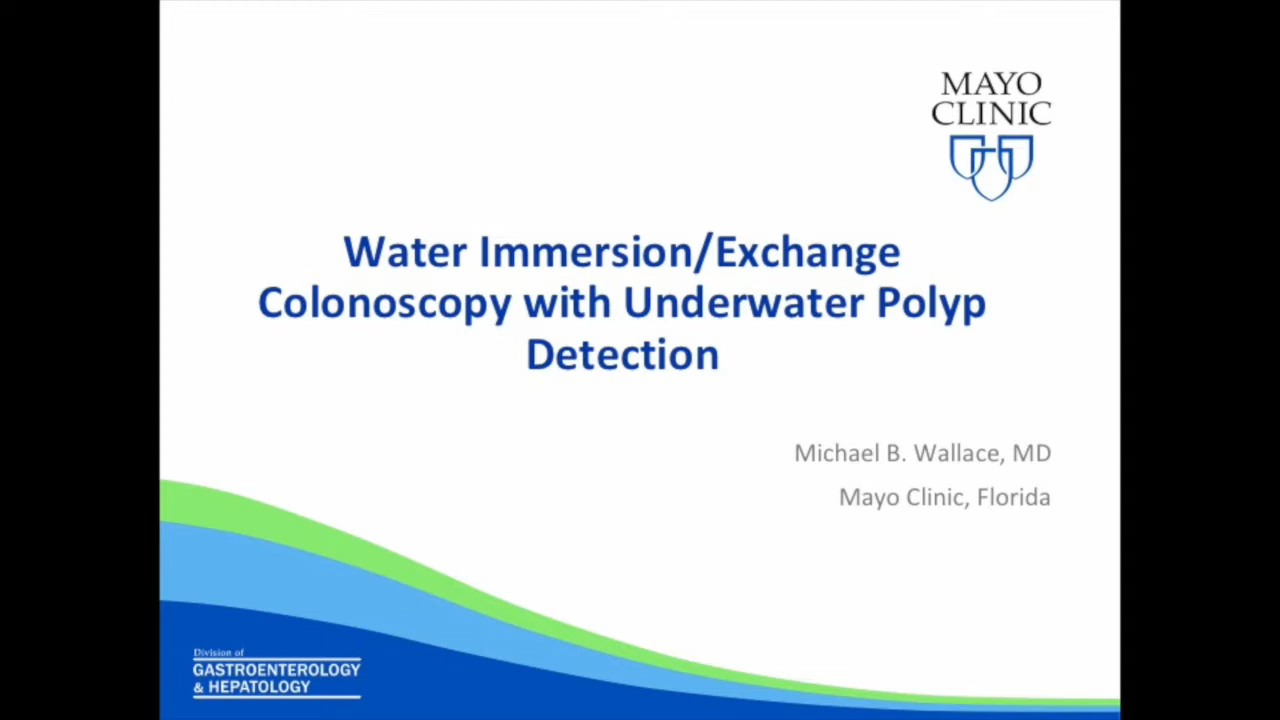 MAYO
CLINIC
Water Immersion/Exchange
Colonoscopy with Underwater Polyp
Detection
Michael B. Wallace, MD
Mayo Clinic, Florida
Division of
GASTROENTEROLOGY
& HEPATOLOGY